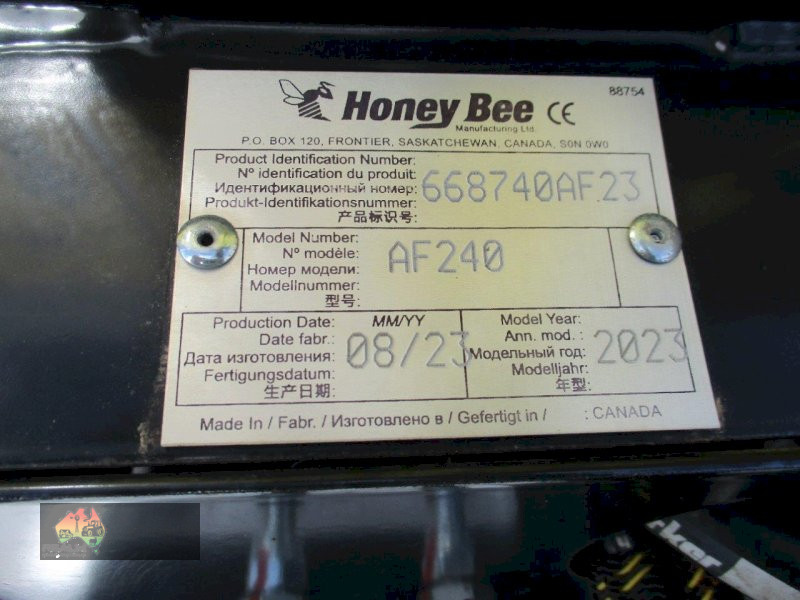 88754
Honey Bee CE
Manufacturing Ltd.
P.O. BOX 120, FRONTIER, SASKATCHEWAN, CANADA, S0N 0W0
Product Identification Number:
Nº identification du produit:
Идентификационный номер: 668740AF23
Produkt-Identifikationsnummer:
产品标识号:
Model Number:
Nº modèle: AF240
Номер модели:
Modellnummer:
型号:
Production Date: MM/YY
Date fabr.: 08/23
Дата изготовления:
Fertigungsdatum:
生产日期:
Model Year:
Ann. mod. : 2023
Модельный год:
Modelljahr:
年型:
Made In / Fabr. / Изготовлено в / Gefertigt in / : CANADA